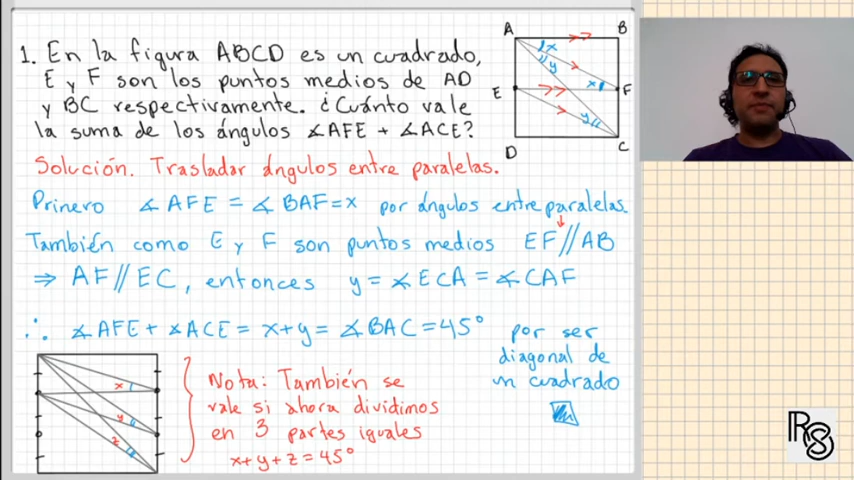 1. En la figura ABCD es un cuadrado,
E y F son los puntos medios de AD
y BC respectivamente. ¿Cuánto vale
la suma de los ángulos ∡AFE + ∡ACE?
A B
x
y
x
E F
y
D C
Solución. Trasladar ángulos entre paralelas.
Primero ∡AFE = ∡BAF = x por ángulos entre paralelas.
También como E y F son puntos medios EF//AB
⇒ AF//EC, entonces y = ∡ECA = ∡CAF
∴ ∡AFE + ∡ACE = x+y = ∡BAC = 45° por ser
diagonal de
un cuadrado
x
y
z
Nota: También se
vale si ahora dividimos
en 3 partes iguales
x+y+z = 45°
RS